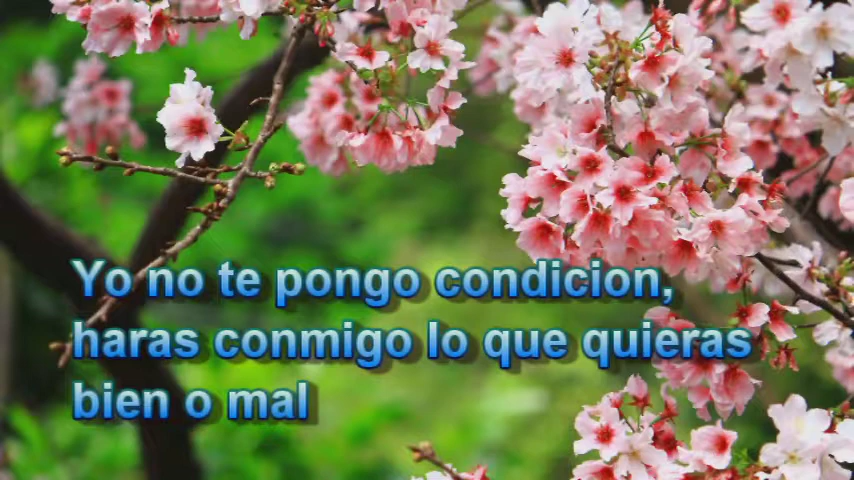 Yo no te pongo condicion,
haras conmigo lo que quieras
bien o mal